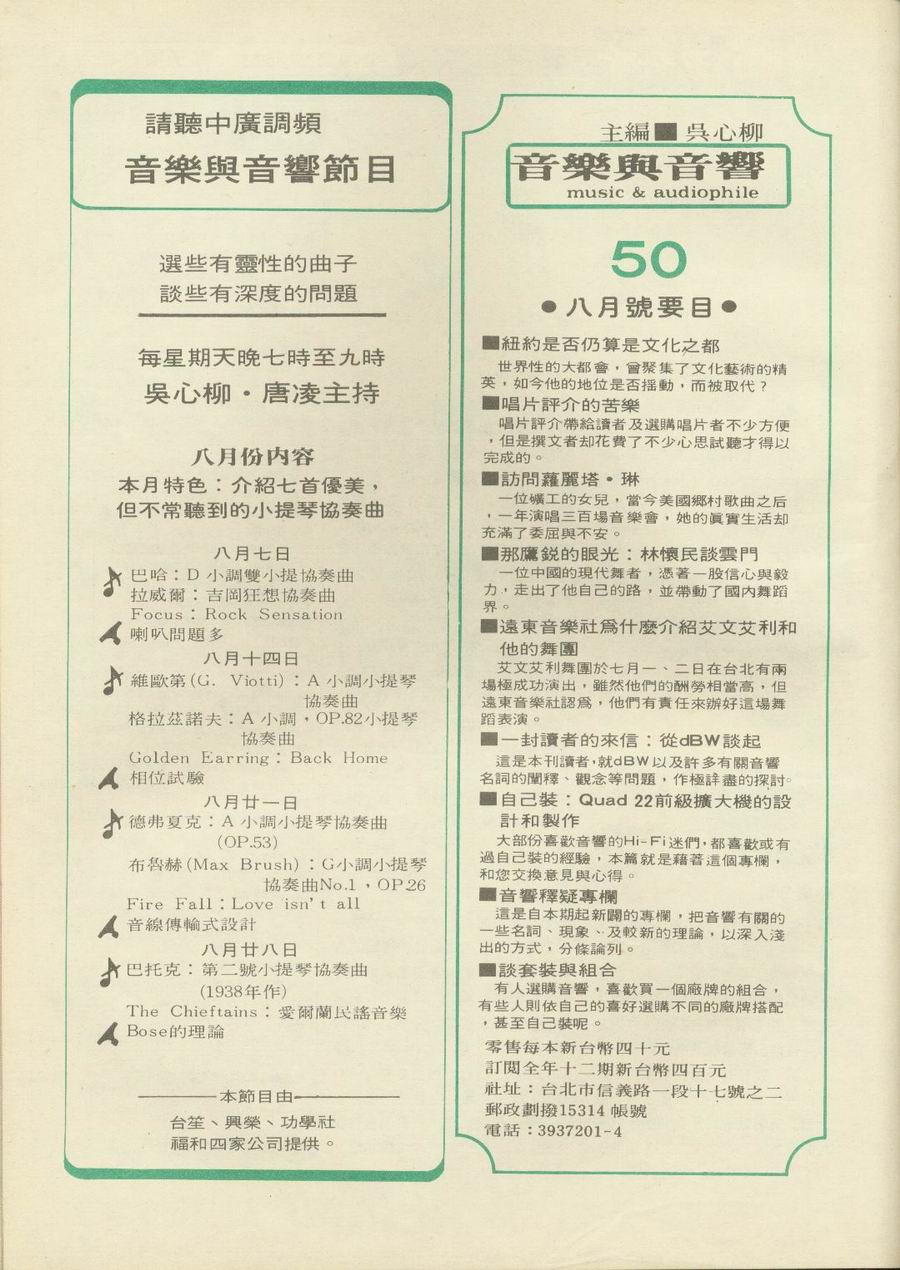 請聽中廣調頻
音樂與音響節目
選些有靈性的曲子
談些有深度的問題
每星期天晚七時至九時
吳心柳・唐凌主持
八月份内容
本月特色：介紹七首優美，
但不常聽到的小提琴協奏曲
八月七日
巴哈：D 小調雙小提協奏曲
拉威爾：吉岡狂想協奏曲
Focus：Rock Sensation
喇叭問題多
八月十四日
維歐第(G. Viotti)：A 小調小提琴
協奏曲
格拉茲諾夫：A 小調，OP.82小提琴
協奏曲
Golden Earring：Back Home
相位試驗
八月廿一日
德弗夏克：A 小調小提琴協奏曲
(OP.53)
布魯赫(Max Brush)：G小調小提琴
協奏曲No.1，OP26
Fire Fall：Love isn't all
音線傳輸式設計
八月廿八日
巴托克：第二號小提琴協奏曲
(1938年作)
The Chieftains：愛爾蘭民謠音樂
Bose的理論
本節目由
台笙、興榮、功學社
福和四家公司提供。
主編■ 吳心柳
音樂與音響
music & audiophile
50
●八月號要目●
■紐約是否仍算是文化之都
世界性的大都會，曾聚集了文化藝術的精
英，如今他的地位是否搖動，而被取代？
■唱片評介的苦樂
唱片評介帶給讀者及選購唱片者不少方便
，但是撰文者却花費了不少心思試聽才得以
完成的。
■訪問蘿麗塔・琳
一位礦工的女兒，當今美國鄉村歌曲之后
，一年演唱三百場音樂會，她的眞實生活却
充滿了委屈與不安。
■那鷹銳的眼光：林懷民談雲門
一位中國的現代舞者，憑著一股信心與毅
力，走出了他自己的路，並帶動了國内舞蹈
界。
■遠東音樂社爲什麼介紹艾文艾利和
他的舞團
艾文艾利舞團於七月一、二日在台北有兩
場極成功演出，雖然他們的酬勞相當高，但
遠東音樂社認爲，他們有責任來辦好這場舞
蹈表演。
■一封讀者的來信：從dBW談起
這是本刊讀者，就dBW以及許多有關音響
名詞的闡釋、觀念等問題，作極詳盡的探討。
■自己裝：Quad 22前級擴大機的設
計和製作
大部份喜歡音響的Hi-Fi迷們，都喜歡或有
過自己裝的經驗，本篇就是藉著這個專欄，
和您交換意見與心得。
■音響釋疑專欄
這是自本期起新闢的專欄，把音響有關的
一些名詞、現象、及較新的理論，以深入淺
出的方式，分條論列。
■談套裝與組合
有人選購音響，喜歡買一個廠牌的組合，
有些人則依自己的喜好選購不同的廠牌搭配
，甚至自己裝呢。
零售每本新台幣四十元
訂閱全年十二期新台幣四百元
社址：台北市信義路一段十七號之二
郵政劃撥15314 帳號
電話：3937201-4